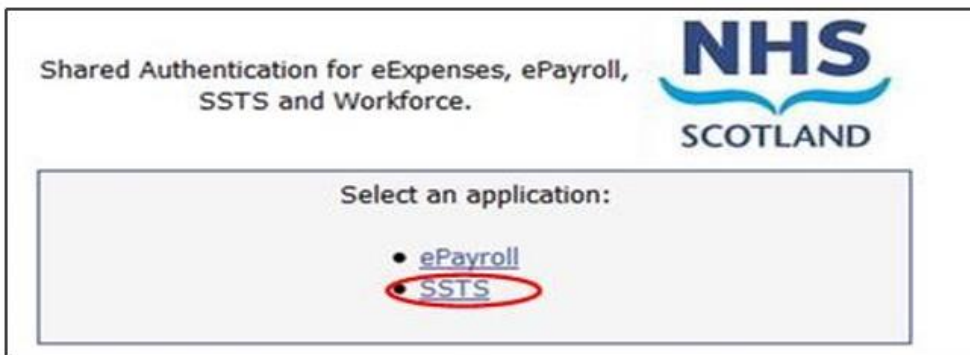 Shared Authentication for eExpenses, ePayroll,
SSTS and Workforce.
NHS
SCOTLAND
Select an application:
• ePayroll
• SSTS